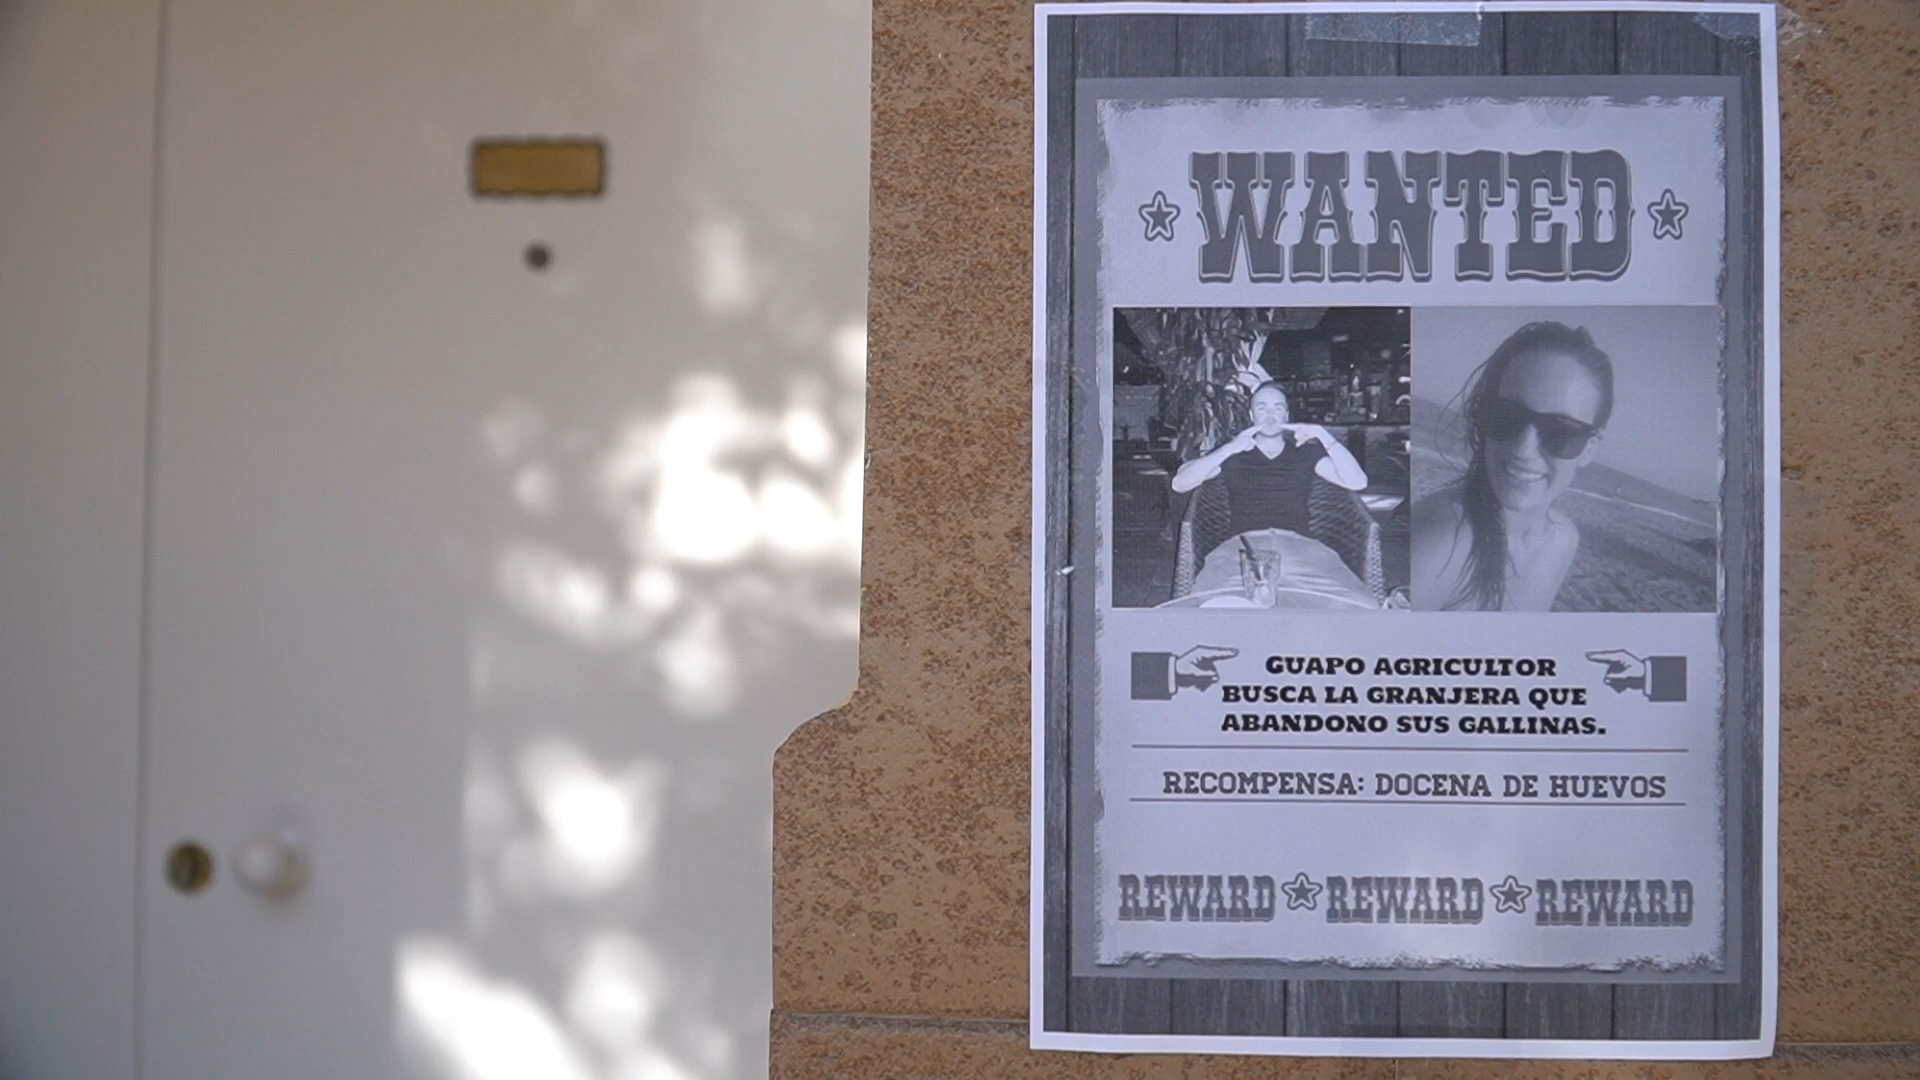 WANTED
GUAPO AGRICULTOR
BUSCA LA GRANJERA QUE
ABANDONO SUS GALLINAS.
RECOMPENSA: DOCENA DE HUEVOS
REWARD REWARD REWARD